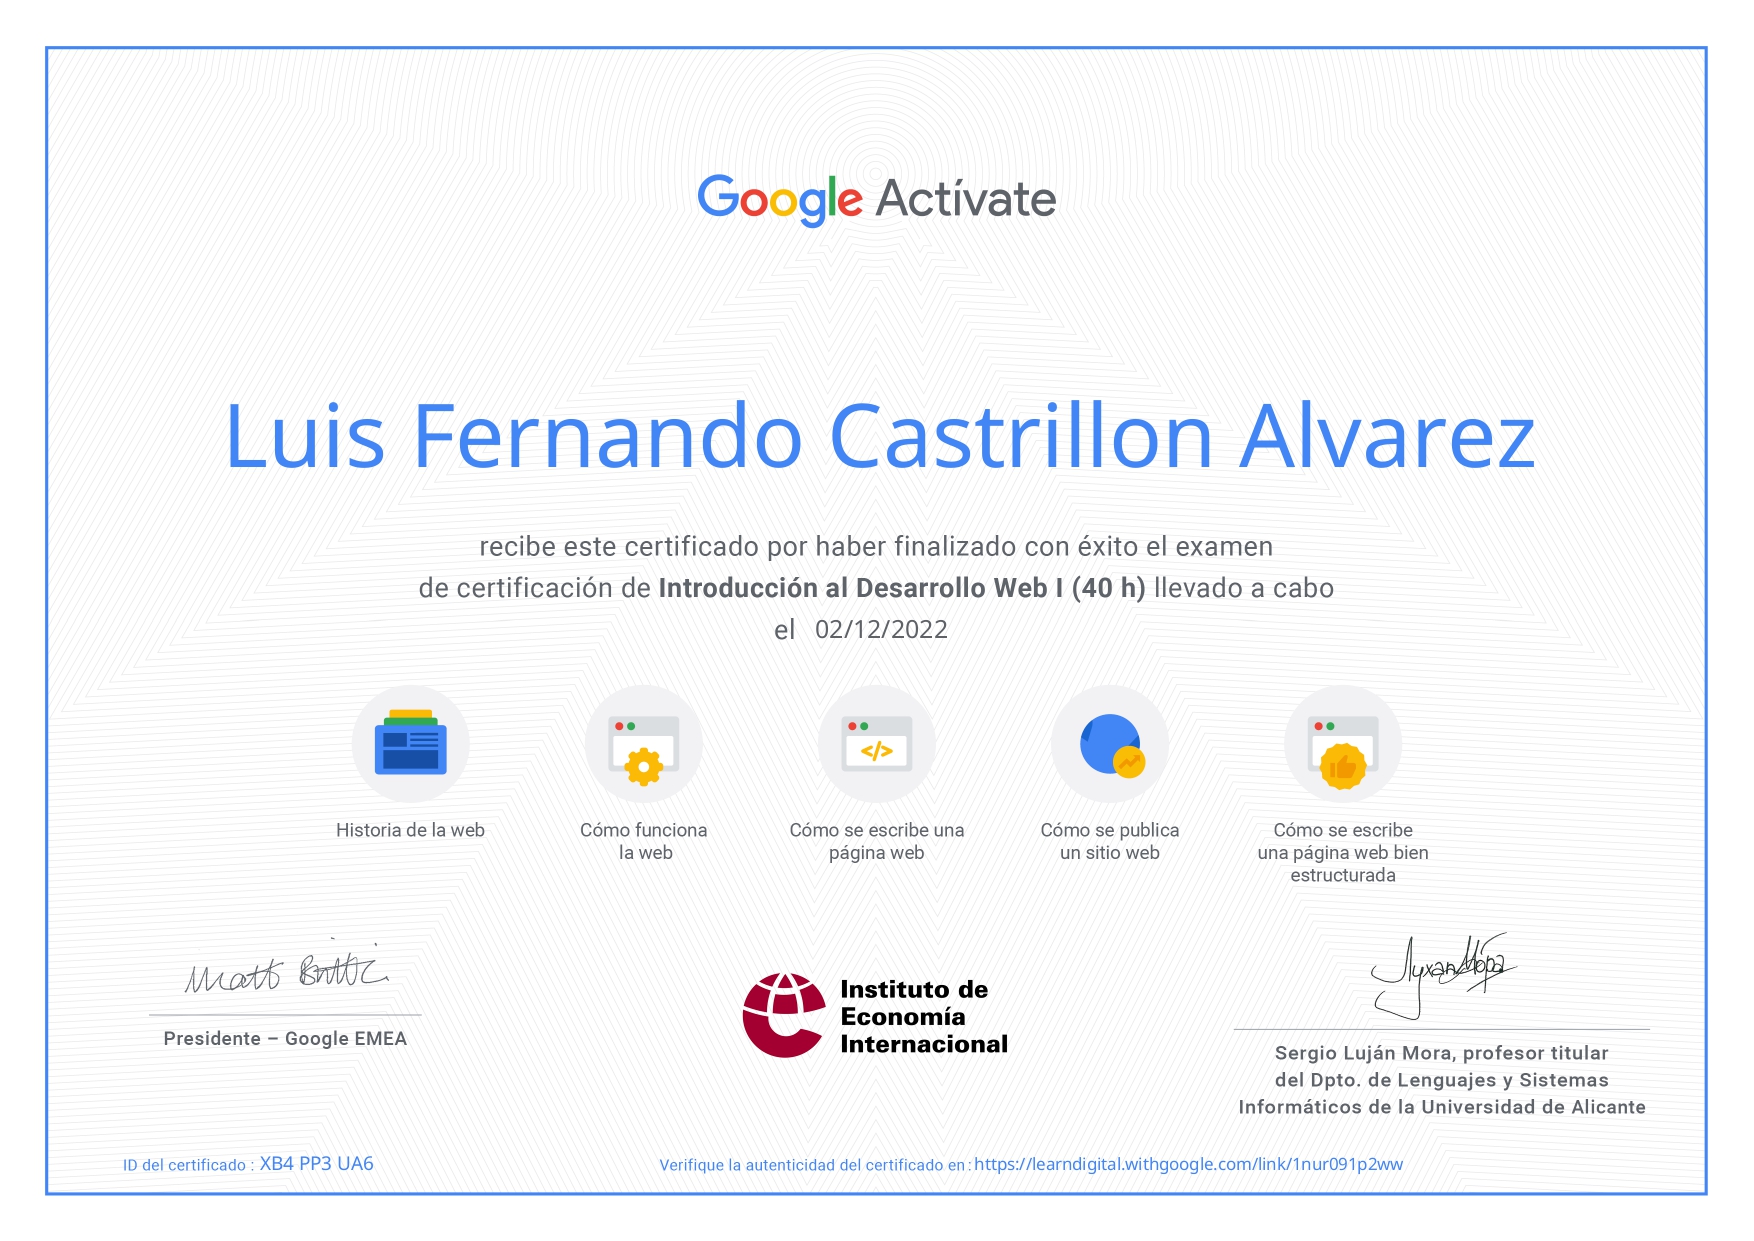 Google Actívate
Luis Fernando Castrillon Alvarez
recibe este certificado por haber finalizado con éxito el examen
de certificación de Introducción al Desarrollo Web I (40 h) llevado a cabo
el 02/12/2022
</>
Historia de la web
Cómo funciona
la web
Cómo se escribe una
página web
Cómo se publica
un sitio web
Cómo se escribe
una página web bien
estructurada
Matt
Presidente – Google EMEA
Instituto de
Economía
Internacional
Sergio Luján Mora, profesor titular
del Dpto. de Lenguajes y Sistemas
Informáticos de la Universidad de Alicante
ID del certificado : XB4 PP3 UA6
Verifique la autenticidad del certificado en : https://learndigital.withgoogle.com/link/1nur091p2ww